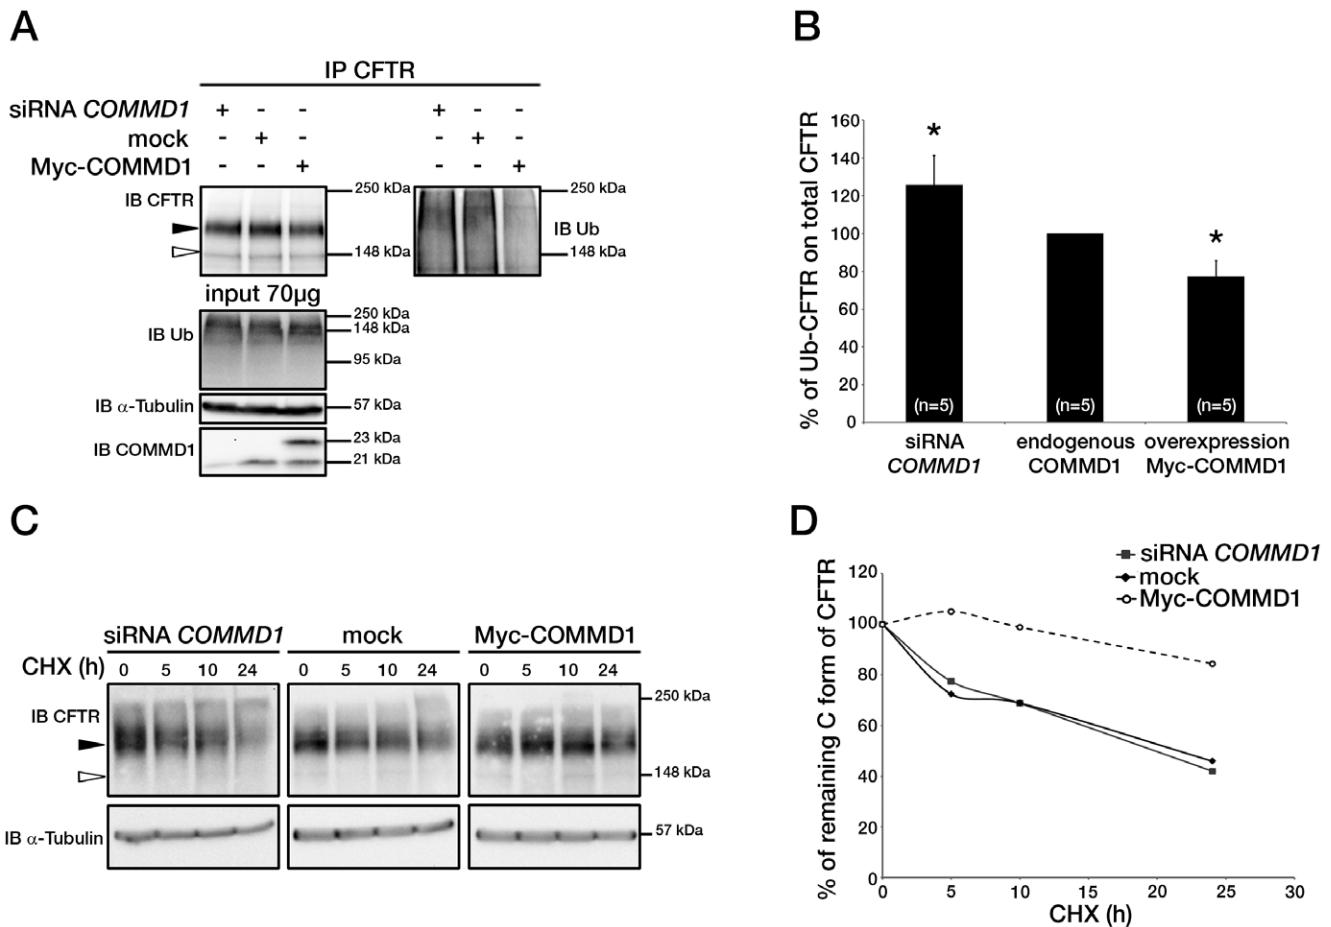 A
IP CFTR
siRNA COMMD1 + - - + - -
mock - + - - + -
Myc-COMMD1 - - + - - +
IB CFTR
250 kDa
148 kDa
250 kDa
IB Ub
148 kDa
input 70µg
IB Ub
250 kDa
148 kDa
95 kDa
IB α-Tubulin
57 kDa
IB COMMD1
23 kDa
21 kDa
B
% of Ub-CFTR on total CFTR
160
140
120
100
80
60
40
20
0
*
*
(n=5) (n=5) (n=5)
siRNA endogenous overexpression
COMMD1 COMMD1 Myc-COMMD1
C
siRNA COMMD1 mock Myc-COMMD1
CHX (h) 0 5 10 24 0 5 10 24 0 5 10 24
IB CFTR
250 kDa
148 kDa
IB α-Tubulin
57 kDa
D
siRNA COMMD1
mock
Myc-COMMD1
% of remaining C form of CFTR
120
100
80
60
40
20
0
0 5 10 15 20 25 30
CHX (h)